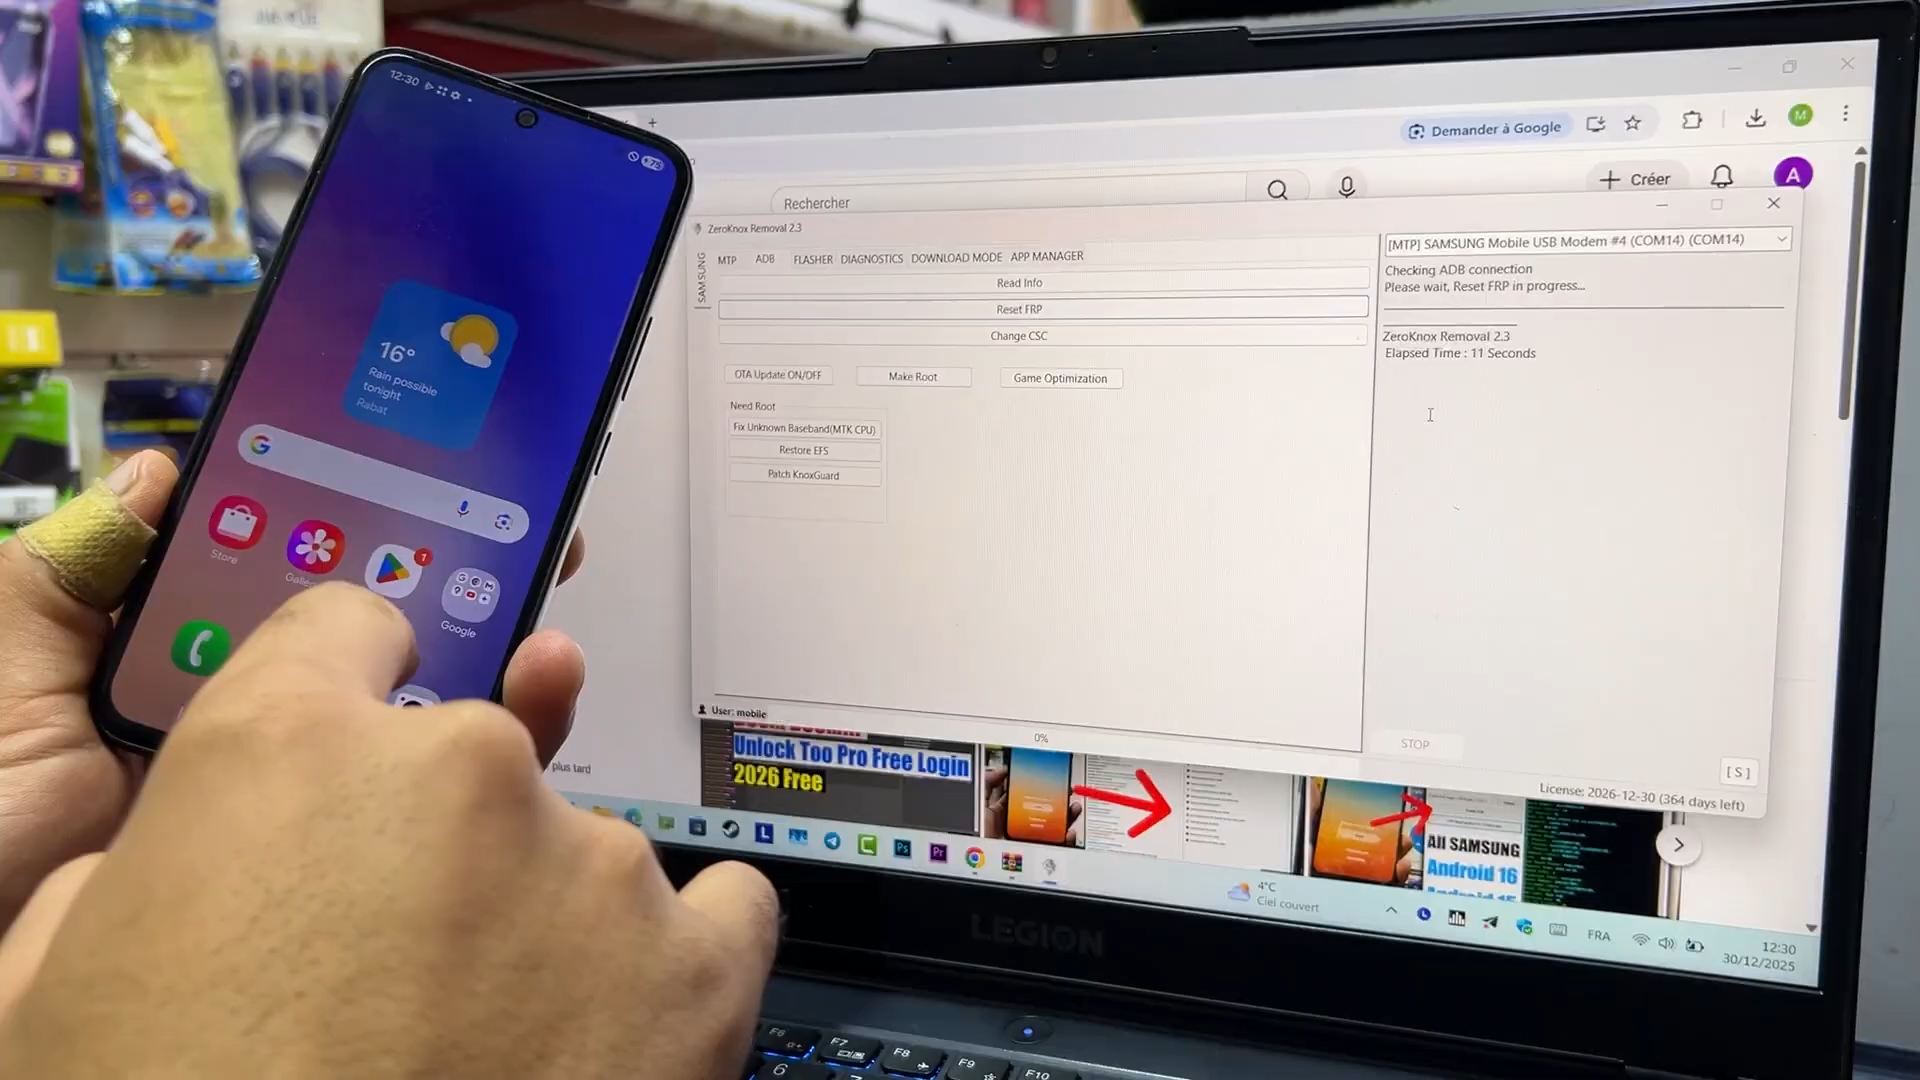 12:30
16°
Rain possible
tonight
Rabat
Store
Google
1
Demander à Google
M
Rechercher
Créer
A
ZeroKnox Removal 2.3
SAMSUNG
MTP
ADB
FLASHER
DIAGNOSTICS
DOWNLOAD MODE
APP MANAGER
Read Info
Reset FRP
Change CSC
OTA Update ON/OFF
Make Root
Game Optimization
Need Root
Fix Unknown Baseband(MTK CPU)
Restore EFS
Patch KnoxGuard
[MTP] SAMSUNG Mobile USB Modem #4 (COM14) (COM14)
Checking ADB connection
Please wait, Reset FRP in progress...
ZeroKnox Removal 2.3
Elapsed Time : 11 Seconds
User: mobile
0%
STOP
[ S ]
License: 2026-12-30 (364 days left)
plus tard
Unlock Too Pro Free Login
2026 Free
All SAMSUNG
Android 16
L
Ps
Pr
4°C
Ciel couvert
FRA
12:30
30/12/2025
LEGION
F6
F7
F8
F9
F10
6